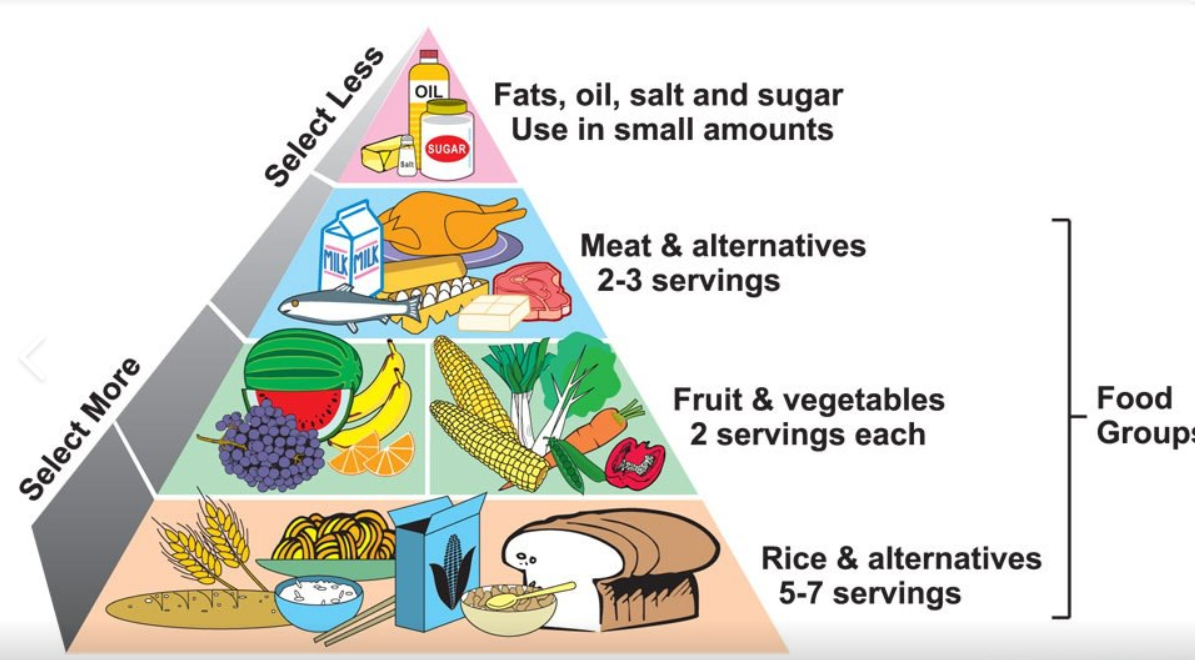 Select Less
OIL
SUGAR
Salt
Fats, oil, salt and sugar
Use in small amounts
MILK MILK
Meat & alternatives
2-3 servings
Select More
Fruit & vegetables
2 servings each
Food
Groups
Rice & alternatives
5-7 servings